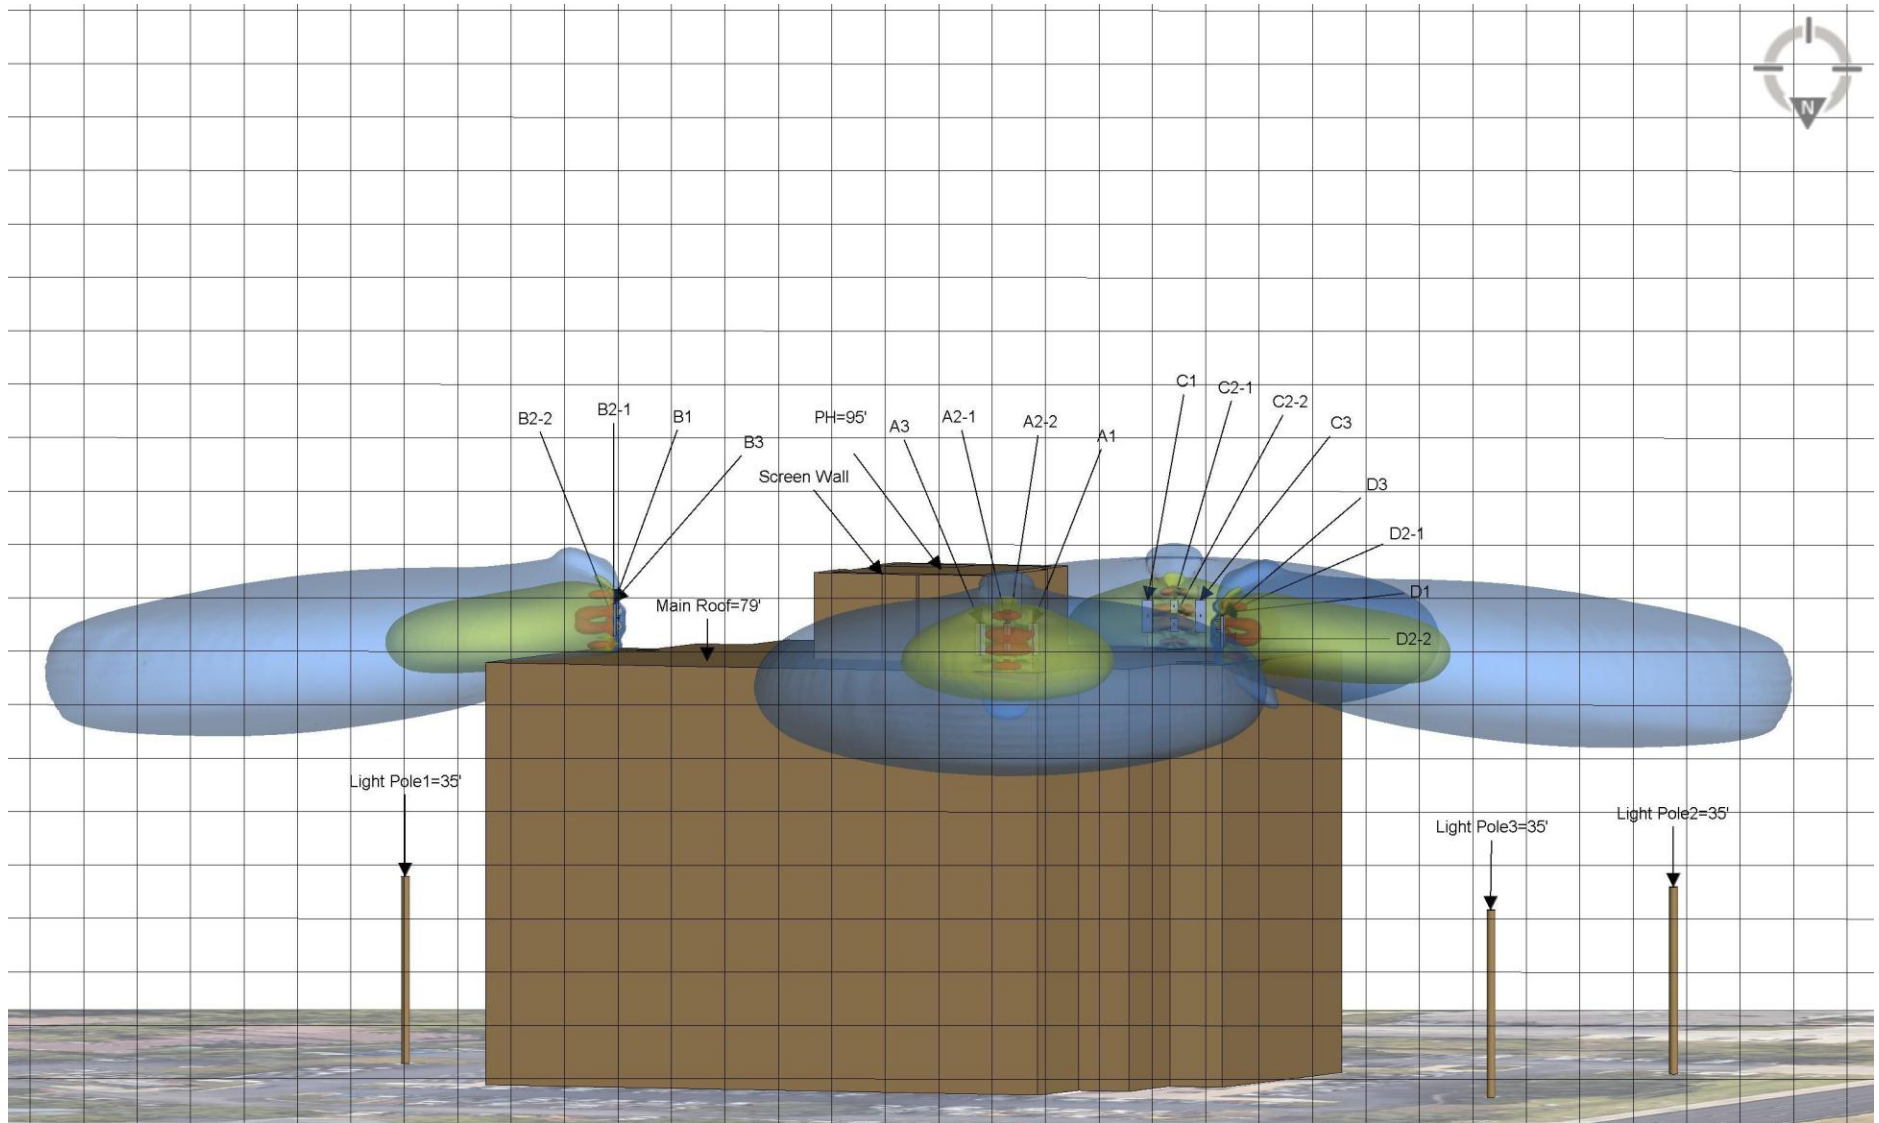 N
C1
C2-1
C2-2
C3
B2-2
B2-1
B1
B3
PH=95'
A3
A2-1
A2-2
A1
Screen Wall
D3
D2-1
D1
D2-2
Main Roof=79'
Light Pole1=35'
Light Pole3=35'
Light Pole2=35'